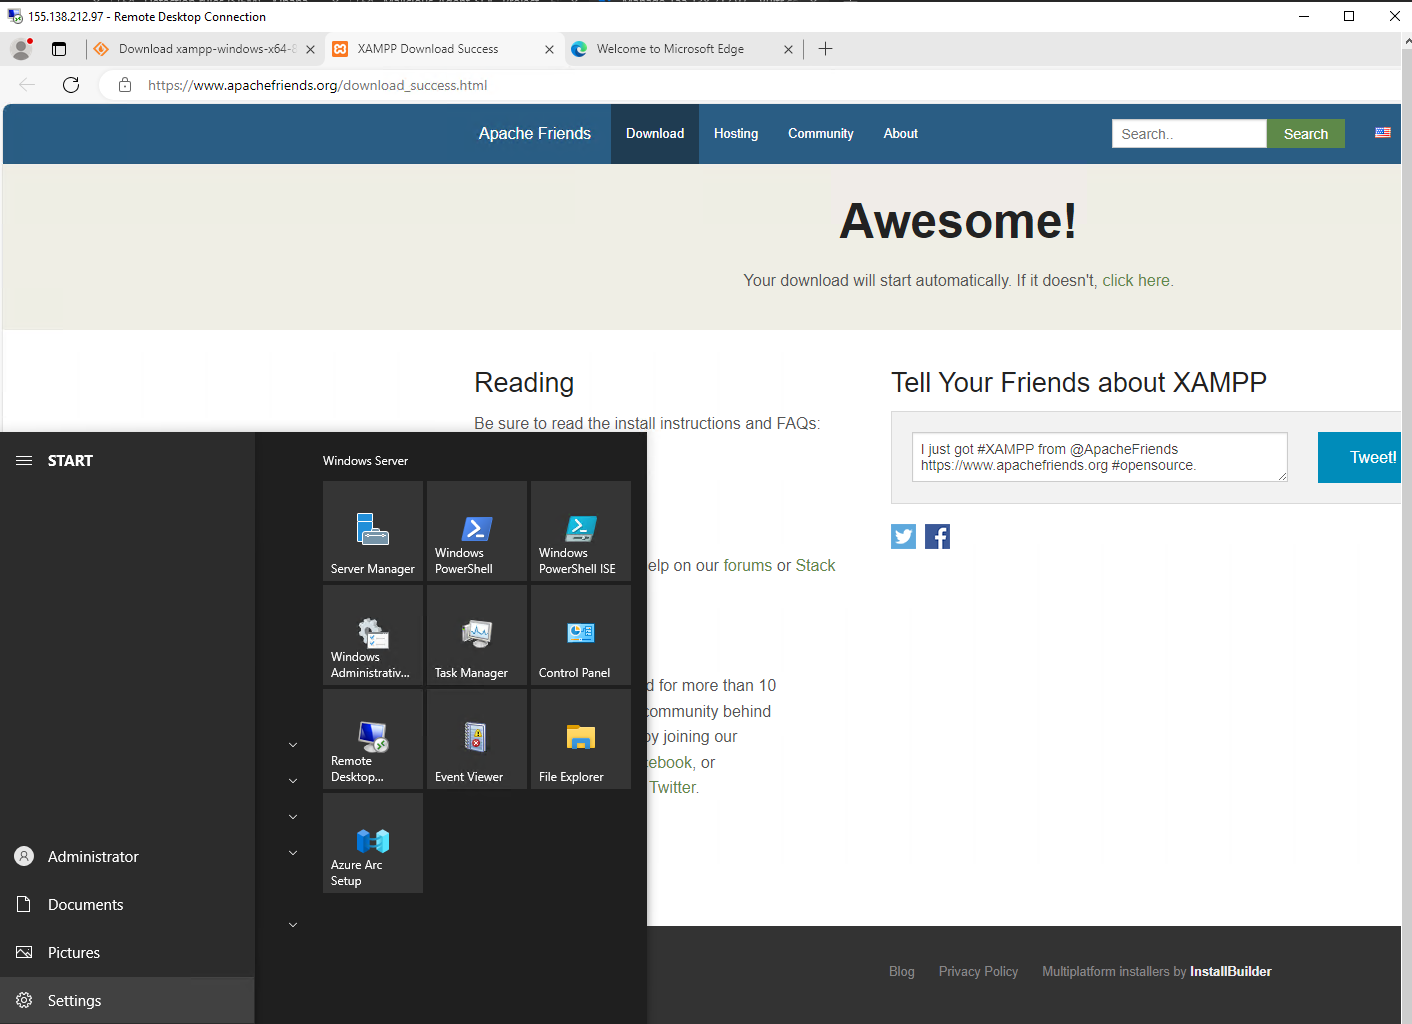 155.138.212.97 - Remote Desktop Connection
Download xampp-windows-x64-8
XAMPP Download Success
Welcome to Microsoft Edge
https://www.apachefriends.org/download_success.html
Apache Friends
Download
Hosting
Community
About
Search..
Search
Awesome!
Your download will start automatically. If it doesn't, click here.
Reading
Be sure to read the install instructions and FAQs:
elp on our forums or Stack
d for more than 10
community behind
by joining our
cebook, or
Twitter.
Tell Your Friends about XAMPP
I just got #XAMPP from @ApacheFriends
https://www.apachefriends.org #opensource.
Tweet!
START
Windows Server
Server Manager
Windows
PowerShell
Windows
PowerShell ISE
Windows
Administrativ...
Task Manager
Control Panel
Remote
Desktop...
Event Viewer
File Explorer
Azure Arc
Setup
Administrator
Documents
Pictures
Settings
Blog
Privacy Policy
Multiplatform installers by InstallBuilder